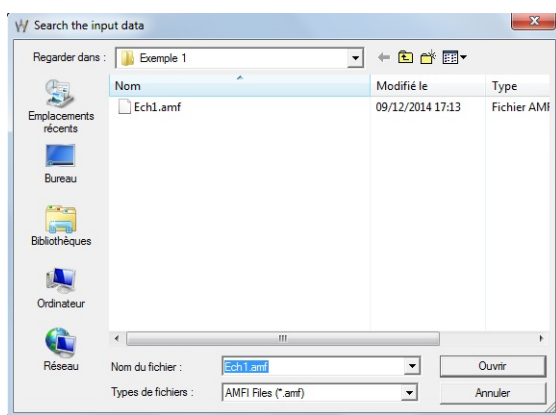 Search the input data
Regarder dans : Exemple 1
Nom Modifié le Type
Ech1.amf 09/12/2014 17:13 Fichier AMF
Emplacements
récents
Bureau
Bibliothèques
Ordinateur
Réseau
Nom du fichier : Ech1.amf Ouvrir
Types de fichiers : AMFI Files (*.amf) Annuler